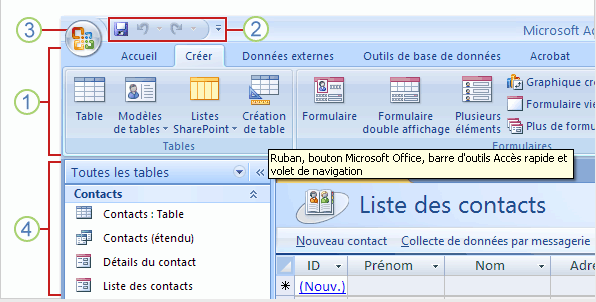 3
2
Microsoft Ac
Accueil Créer Données externes Outils de base de données Acrobat
1
Table
Modèles de tables
Listes SharePoint
Création de table
Tables
Formulaire
Formulaire double affichage
Plusieurs éléments
Graphique cr
Formulaire vie
Plus de formu
Formulaires
Ruban, bouton Microsoft Office, barre d'outils Accès rapide et
volet de navigation
4
Toutes les tables
Contacts
Contacts : Table
Contacts (étendu)
Détails du contact
Liste des contacts
Liste des contacts
Nouveau contact Collecte de données par messagerie
ID Prénom Nom Adre
(Nouv.)